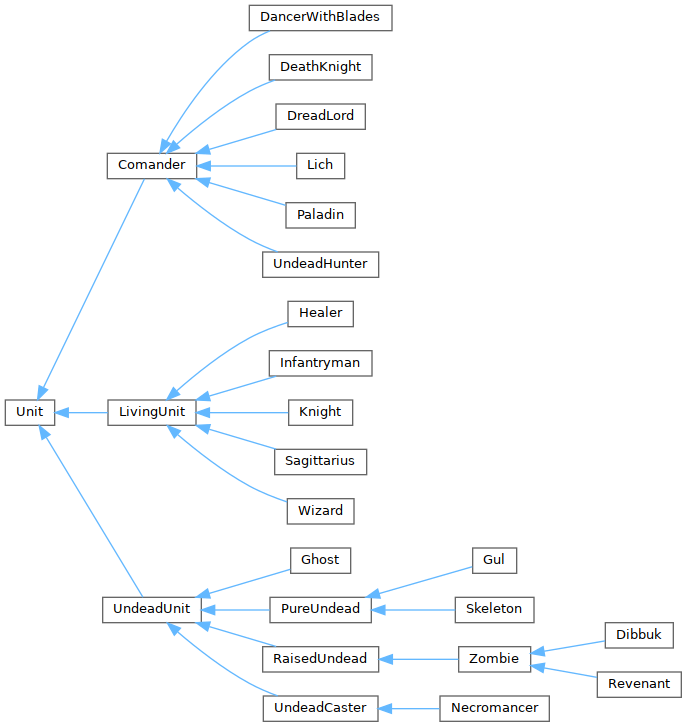 DancerWithBlades
DeathKnight
DreadLord
Comander
Lich
Paladin
UndeadHunter
Healer
Infantryman
Unit
LivingUnit
Knight
Sagittarius
Wizard
Ghost
Gul
UndeadUnit
PureUndead
Skeleton
Dibbuk
RaisedUndead
Zombie
Revenant
UndeadCaster
Necromancer